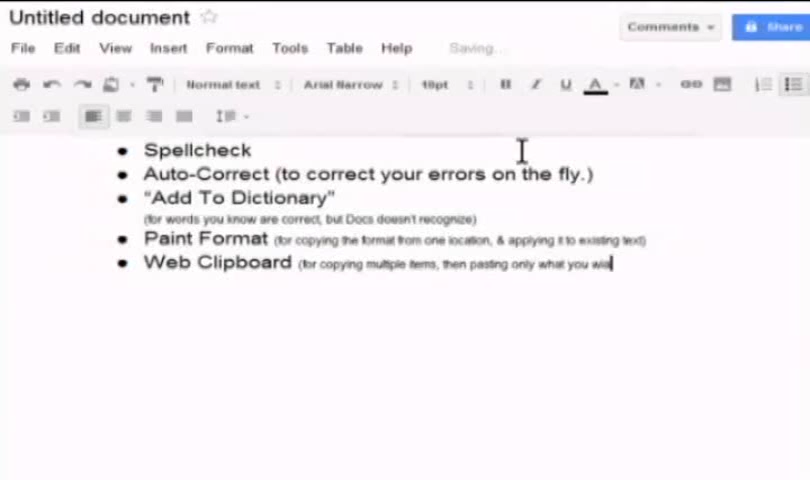 Untitled document
Comments
Share
File Edit View Insert Format Tools Table Help Saving...
Normal text Arial Narrow 18pt B I U A
• Spellcheck
• Auto-Correct (to correct your errors on the fly.)
• “Add To Dictionary”
(for words you know are correct, but Docs doesn't recognize)
• Paint Format (for copying the format from one location, & applying it to existing text)
• Web Clipboard (for copying multiple items, then pasting only what you wis